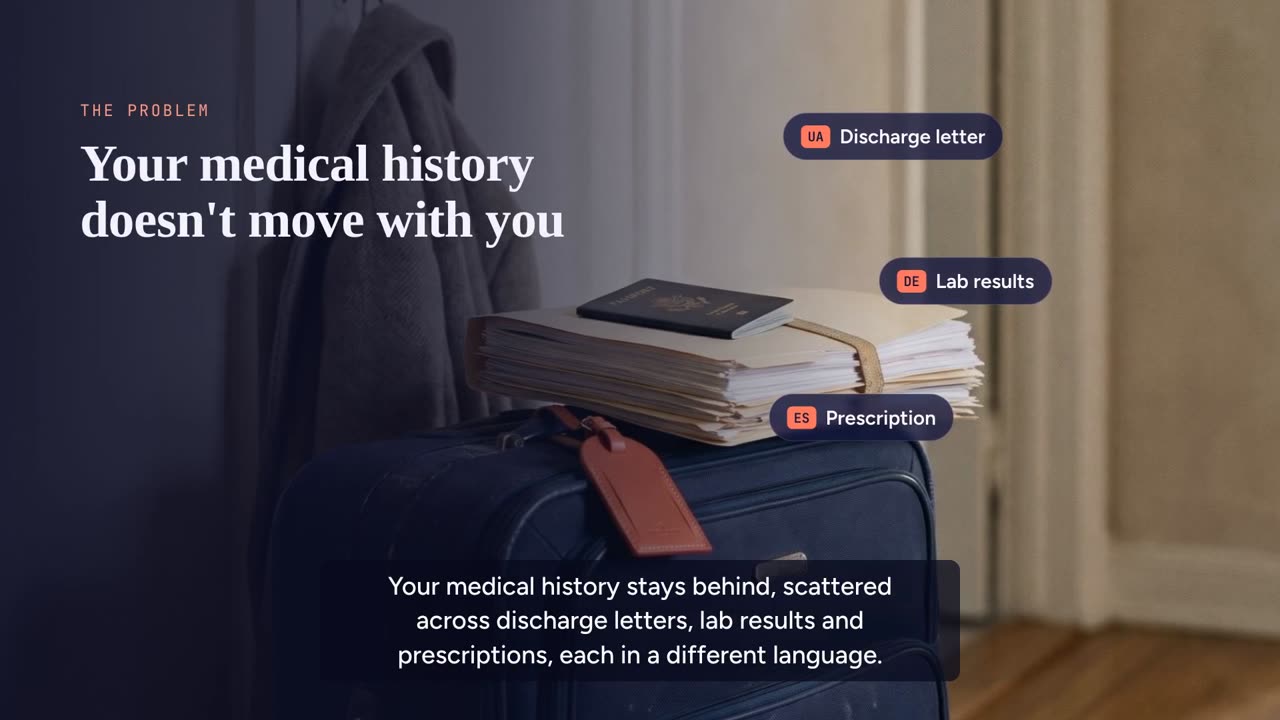 THE PROBLEM
Your medical history
doesn't move with you
UA Discharge letter
DE Lab results
PASSPORT
ES Prescription
Your medical history stays behind, scattered
across discharge letters, lab results and
prescriptions, each in a different language.